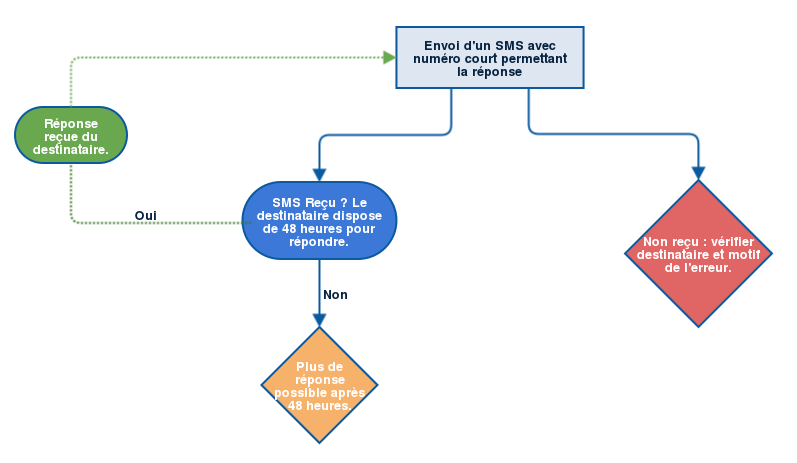 Envoi d'un SMS avec
numéro court permettant
la réponse
Réponse
reçue du
destinataire.
Oui
SMS Reçu ? Le
destinataire dispose
de 48 heures pour
répondre.
Non reçu : vérifier
destinataire et motif
de l'erreur.
Non
Plus de
réponse
possible après
48 heures.